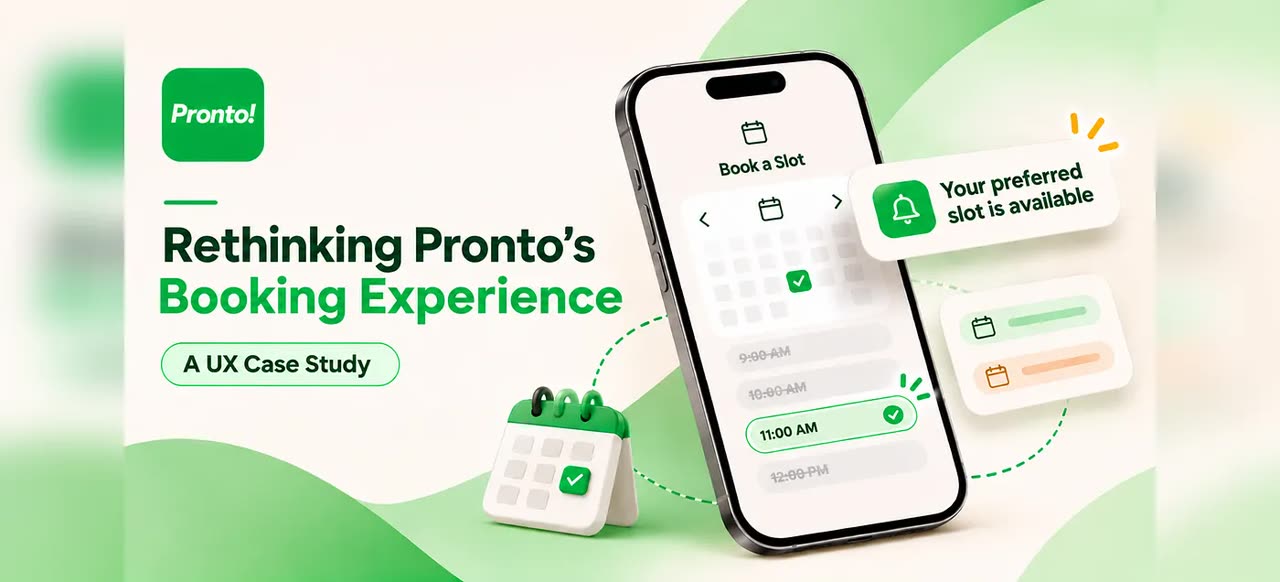 Pronto!
Rethinking Pronto’s
Booking Experience
A UX Case Study
Book a Slot
9:00 AM
10:00 AM
11:00 AM
12:00 PM
Your preferred
slot is available